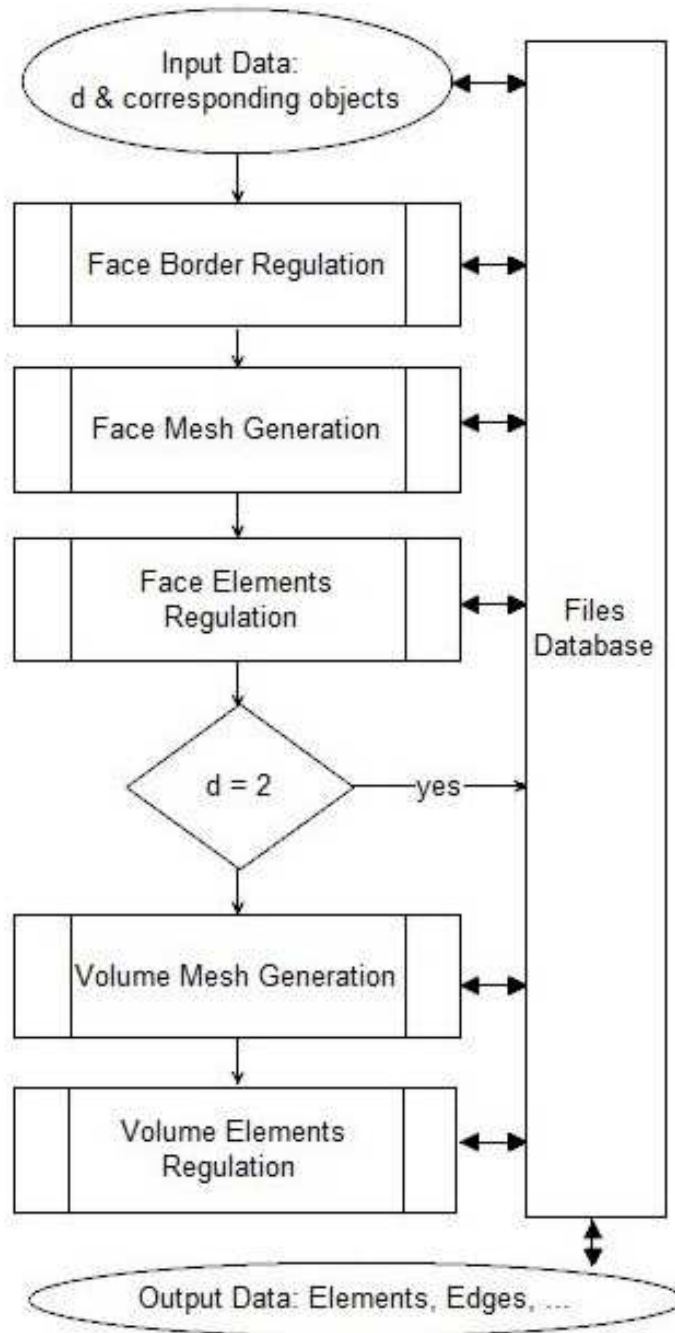 Input Data:
d & corresponding objects
Face Border Regulation
Face Mesh Generation
Face Elements
Regulation
Files
Database
d = 2
yes
Volume Mesh Generation
Volume Elements
Regulation
Output Data: Elements, Edges, ...